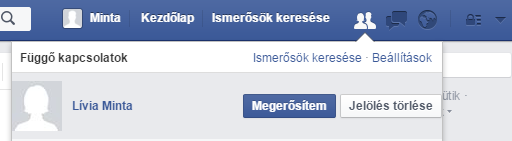 Minta Kezdőlap Ismerősök keresése
Függő kapcsolatok Ismerősök keresése · Beállítások
Lívia Minta Megerősítem Jelölés törlése